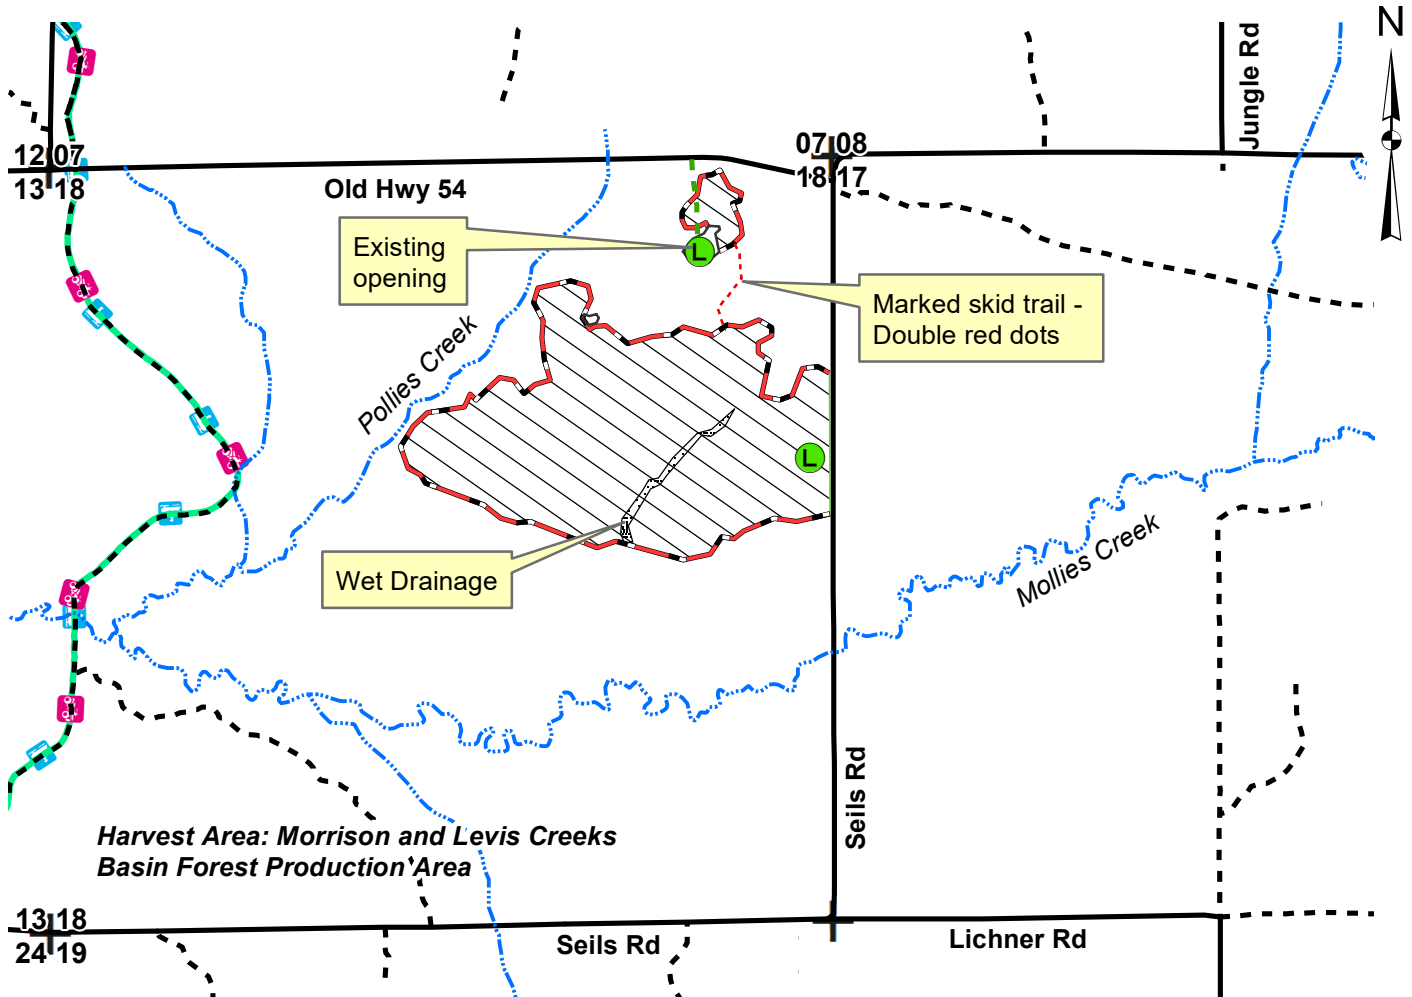 N
Jungle Rd
12 07
13 18
07 08
18 17
Old Hwy 54
Existing
opening
L
Marked skid trail -
Double red dots
Pollies Creek
L
Wet Drainage
Mollies Creek
Seils Rd
Harvest Area: Morrison and Levis Creeks
Basin Forest Production Area
13 18
24 19
Seils Rd
Lichner Rd